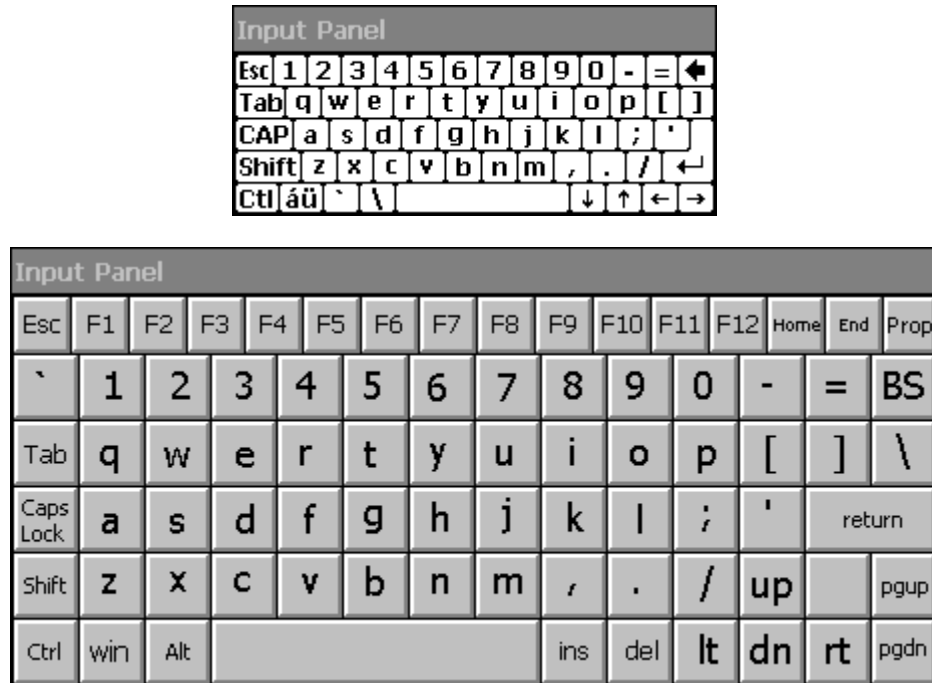 Input Panel
Esc 1 2 3 4 5 6 7 8 9 0 - = 🡄
Tab q w e r t y u i o p [ ]
CAP a s d f g h j k l ; '
Shift z x c v b n m , . / ↵
Ctl áü ` \ ↓ ↑ ← →
Input Panel
Esc F1 F2 F3 F4 F5 F6 F7 F8 F9 F10 F11 F12 Home End Prop
` 1 2 3 4 5 6 7 8 9 0 - = BS
Tab q w e r t y u i o p [ ] \
Caps Lock a s d f g h j k l ; ' return
Shift z x c v b n m , . / up pgup
Ctrl win Alt ins del lt dn rt pgdn